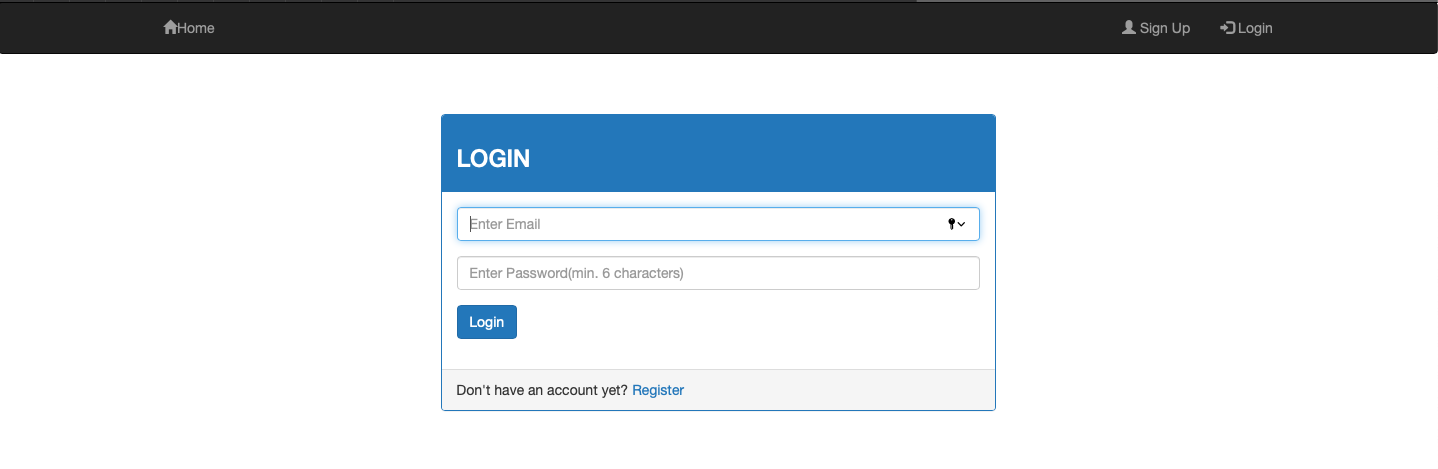 Home Sign Up Login
LOGIN
Enter Email
Enter Password(min. 6 characters)
Login
Don't have an account yet? Register